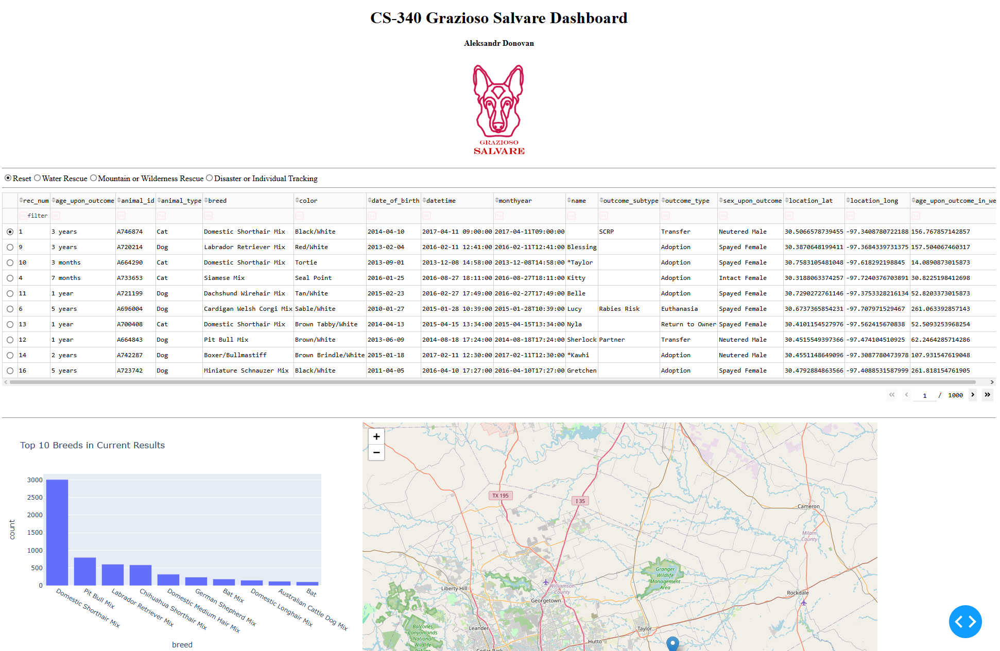 CS-340 Grazioso Salvare Dashboard
Aleksandr Donovan
GRAZIOSO
SALVARE
Reset Water Rescue Mountain or Wilderness Rescue Disaster or Individual Tracking
rec_num age_upon_outcome animal_id animal_type breed color date_of_birth datetime monthyear name outcome_subtype outcome_type sex_upon_outcome location_lat location_long age_upon_outcome_in_we
Aa filter Aa Aa Aa Aa Aa Aa Aa Aa Aa Aa Aa Aa Aa Aa Aa
1 3 years A746874 Cat Domestic Shorthair Mix Black/White 2014-04-10 2017-04-11 09:00:00 2017-04-11T09:00:00 SCRP Transfer Neutered Male 30.5066578739455 -97.3408780722188 156.767857142857
9 3 years A720214 Dog Labrador Retriever Mix Red/White 2013-02-04 2016-02-11 12:41:00 2016-02-11T12:41:00 Blessing Adoption Spayed Female 30.3870648199411 -97.3684339731375 157.504067460317
10 3 months A664290 Cat Domestic Shorthair Mix Tortie 2013-09-01 2013-12-08 14:58:00 2013-12-08T14:58:00 *Taylor Adoption Spayed Female 30.7583105481048 -97.618292198845 14.0890873015873
4 7 months A733653 Cat Siamese Mix Seal Point 2016-01-25 2016-08-27 18:11:00 2016-08-27T18:11:00 Kitty Adoption Intact Female 30.3188063374257 -97.7240376703891 30.8225198412698
11 1 year A721199 Dog Dachshund Wirehair Mix Tan/White 2015-02-23 2016-02-27 17:49:00 2016-02-27T17:49:00 Belle Adoption Spayed Female 30.7290272761146 -97.3753328216134 52.8203373015873
6 5 years A696004 Dog Cardigan Welsh Corgi Mix Sable/White 2010-01-27 2015-01-28 10:39:00 2015-01-28T10:39:00 Lucy Rabies Risk Euthanasia Spayed Female 30.6737365854231 -97.707971529467 261.063392857143
13 1 year A700408 Cat Domestic Shorthair Mix Brown Tabby/White 2014-04-13 2015-04-15 13:34:00 2015-04-15T13:34:00 Nyla Return to Owner Spayed Female 30.4101154527976 -97.562415670838 52.5093253968254
12 1 year A664843 Dog Pit Bull Mix Brown/White 2013-06-09 2014-08-18 17:24:00 2014-08-18T17:24:00 Sherlock Partner Transfer Neutered Male 30.4515549397366 -97.474104510925 62.2464285714286
14 2 years A742287 Dog Boxer/Bullmastiff Brown Brindle/White 2015-01-18 2017-02-11 12:30:00 2017-02-11T12:30:00 *Kawhi Adoption Neutered Male 30.4551148649096 -97.3087780473978 107.931547619048
16 5 years A723742 Dog Miniature Schnauzer Mix Black/White 2011-04-05 2016-04-10 17:27:00 2016-04-10T17:27:00 Gretchen Adoption Spayed Female 30.4792884863566 -97.4088531587999 261.818154761905
1 / 1000
Top 10 Breeds in Current Results
3000
2500
2000
1500
1000
500
0
count
Domestic Shorthair Mix
Pit Bull Mix
Labrador Retriever Mix
Chihuahua Shorthair Mix
Domestic Medium Hair Mix
German Shepherd Mix
Bat Mix
Domestic Longhair Mix
Australian Cattle Dog Mix
Bat
breed
+
−
TX 195
I 35
Cameron
Milam
County
Granger
Wildlife
Management
Area
Liberty Hill
Williamson
County
Georgetown
Rockdale
Leander
Balcones
Canyonlands
National
Wildlife
Refuge
Taylor
Hutto
Cedar Park